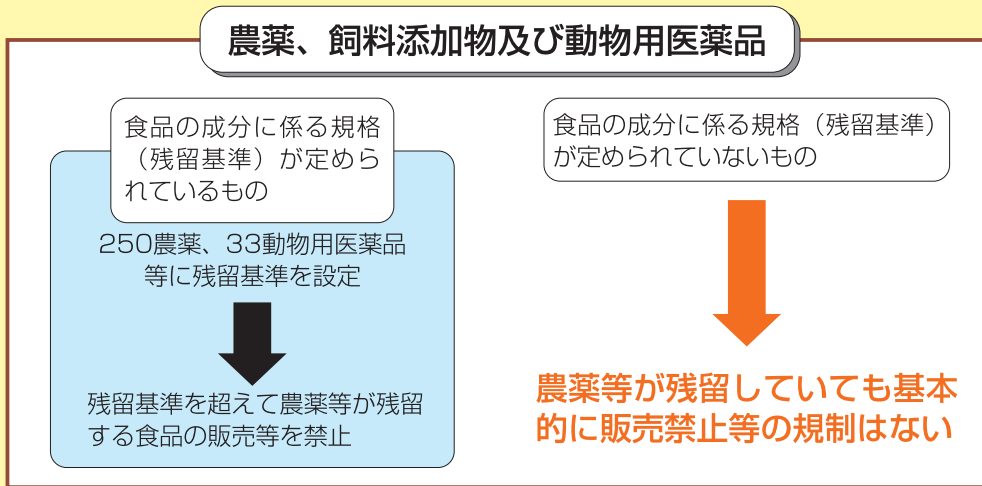 農薬、飼料添加物及び動物用医薬品
食品の成分に係る規格
（残留基準）が定めら
れているもの
250農薬、33動物用医薬品
等に残留基準を設定
残留基準を超えて農薬等が残留
する食品の販売等を禁止
食品の成分に係る規格（残留基準）
が定められていないもの
農薬等が残留していても基本
的に販売禁止等の規制はない